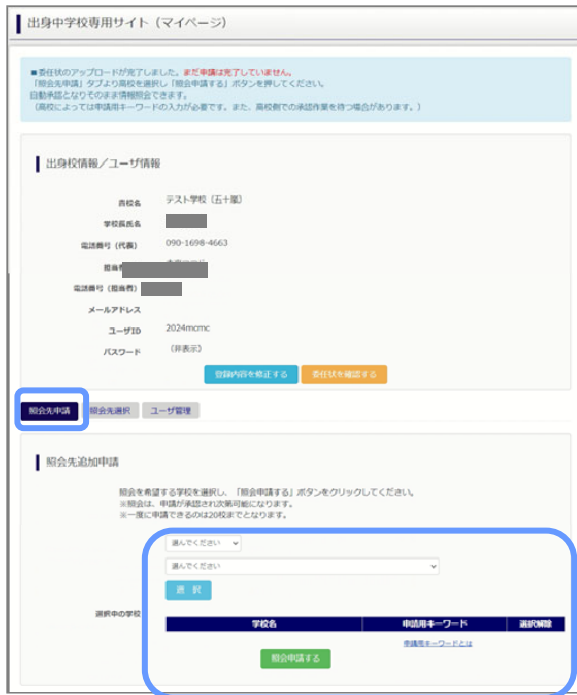 出身中学校専用サイト（マイページ）
■委任状のアップロードが完了しました。まだ申請は完了していません。
「照会先申請」タブより高校を選択し「照会申請する」ボタンを押してください。
自動承認となりそのまま情報照会できます。
（高校によっては申請用キーワードの入力が必要です。また、高校側での承認作業を待つ場合があります。）
出身校情報／ユーザ情報
貴校名 テスト学校（五十嵐）
学校長氏名
電話番号（代表） 090-1698-4663
担当者
電話番号（担当者）
メールアドレス
ユーザID 2024mcmc
パスワード （非表示）
登録内容を修正する 委任状を確認する
照会先申請 照会先選択 ユーザ管理
照会先追加申請
照会を希望する学校を選択し、「照会申請する」ボタンをクリックしてください。
※照会は、申請が承認され次第可能になります。
※一度に申請できるのは20校までとなります。
選んでください
選んでください
選 択
選択中の学校
学校名 申請用キーワード 選択解除
申請用キーワードとは
照会申請する